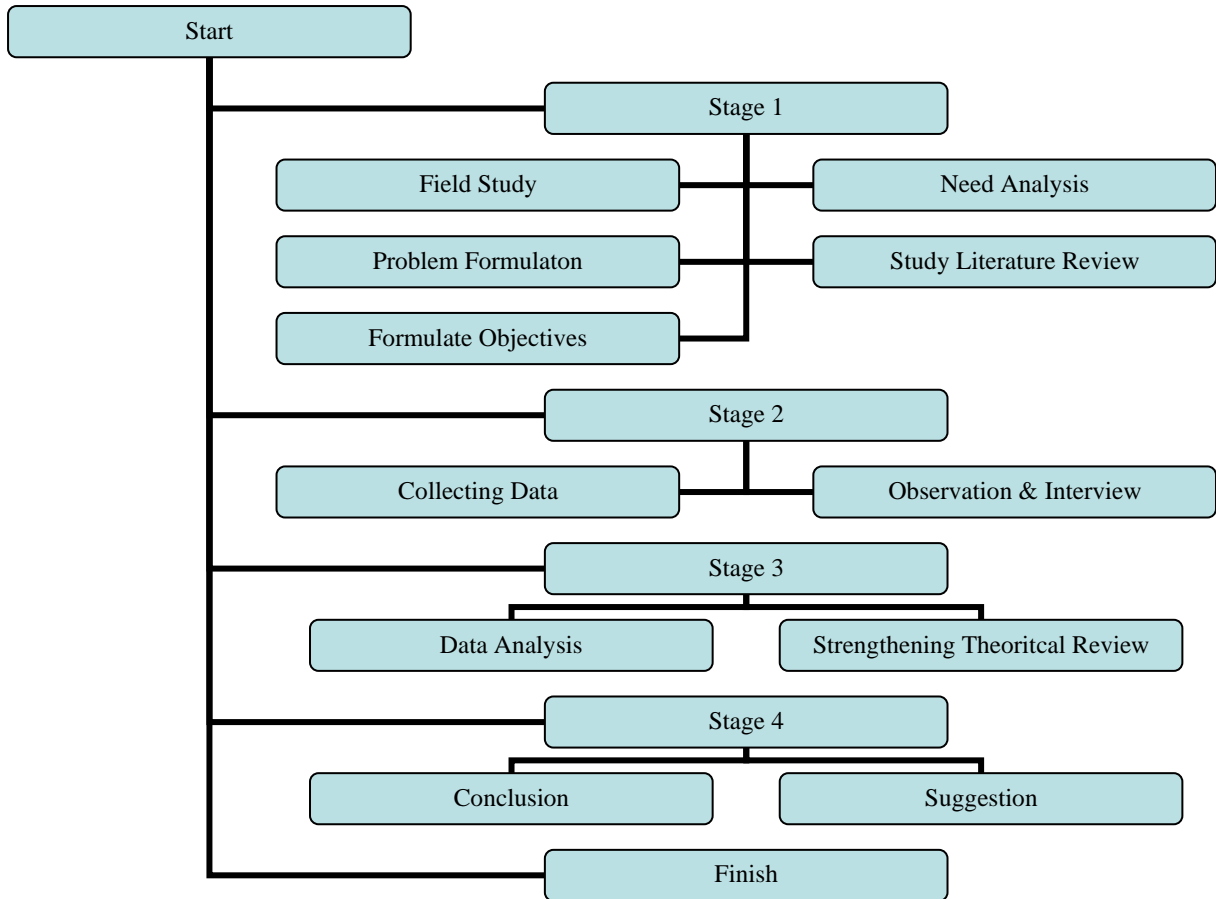 Start
Stage 1
Field Study
Need Analysis
Problem Formulaton
Study Literature Review
Formulate Objectives
Stage 2
Collecting Data
Observation & Interview
Stage 3
Data Analysis
Strengthening Theoritcal Review
Stage 4
Conclusion
Suggestion
Finish